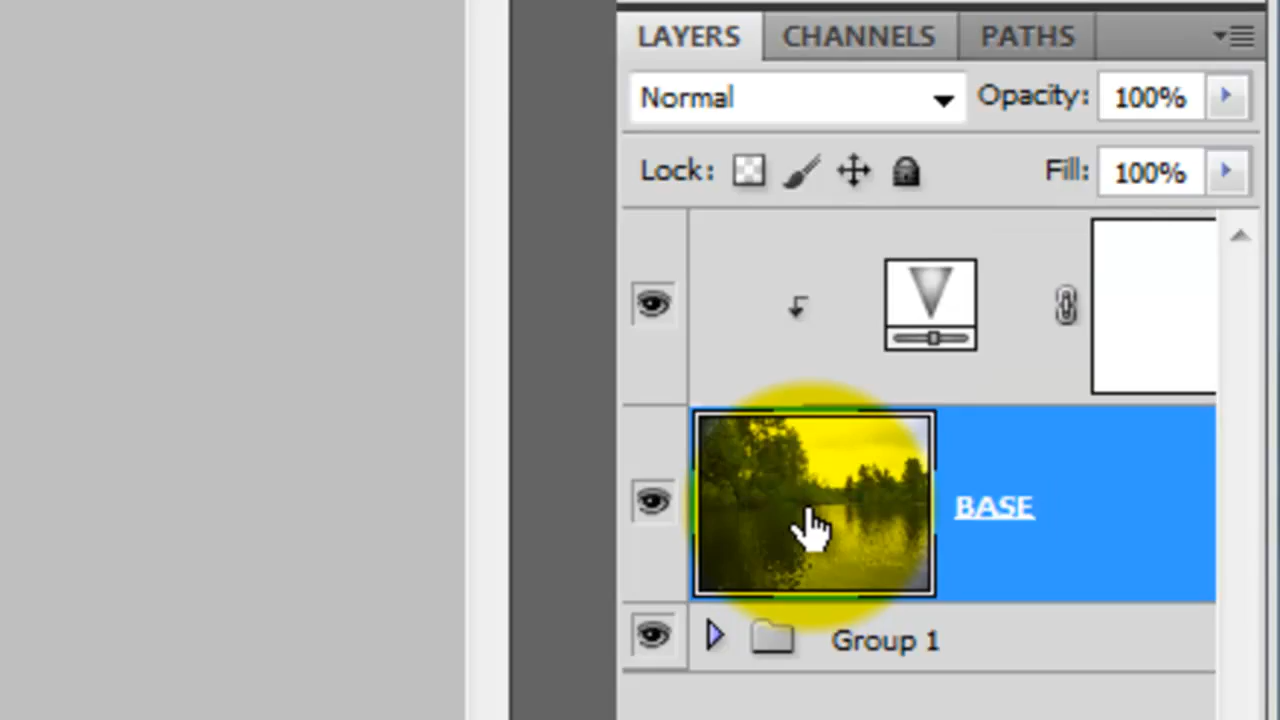 LAYERS CHANNELS PATHS
Normal Opacity: 100%
Lock: Fill: 100%
BASE
Group 1